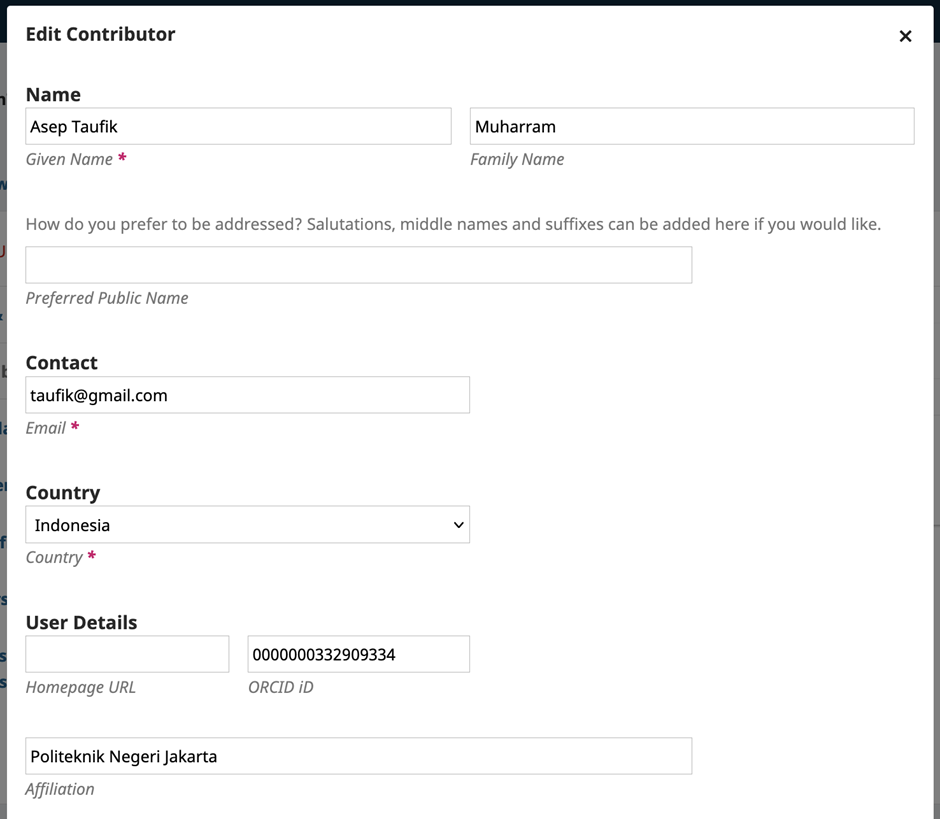 Edit Contributor
Name
Asep Taufik Muharram
Given Name * Family Name
How do you prefer to be addressed? Salutations, middle names and suffixes can be added here if you would like.
Preferred Public Name
Contact
taufik@gmail.com
Email *
Country
Indonesia
Country *
User Details
0000000332909334
Homepage URL ORCID iD
Politeknik Negeri Jakarta
Affiliation